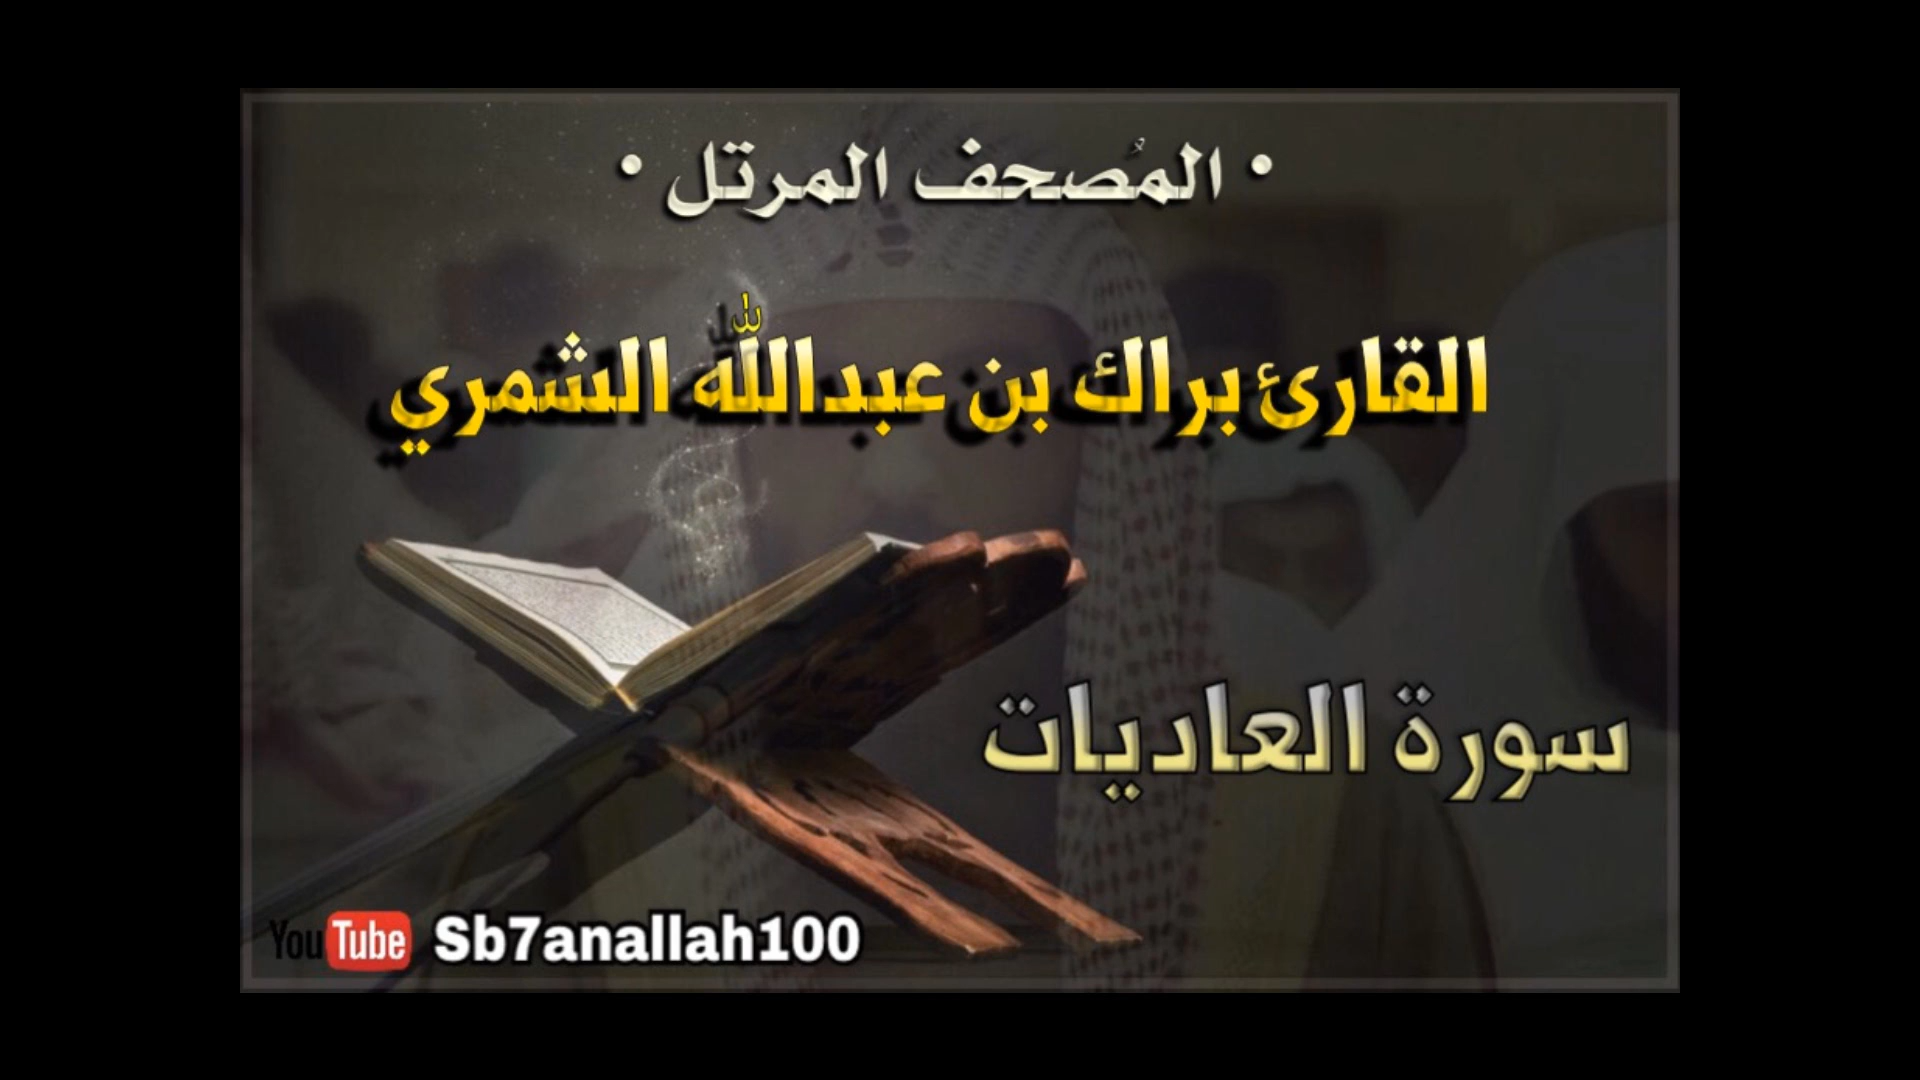 • المُصحف المرتل •
القارئ براك بن عبدالله الشمري
سورة العاديات
YouTube Sb7anallah100